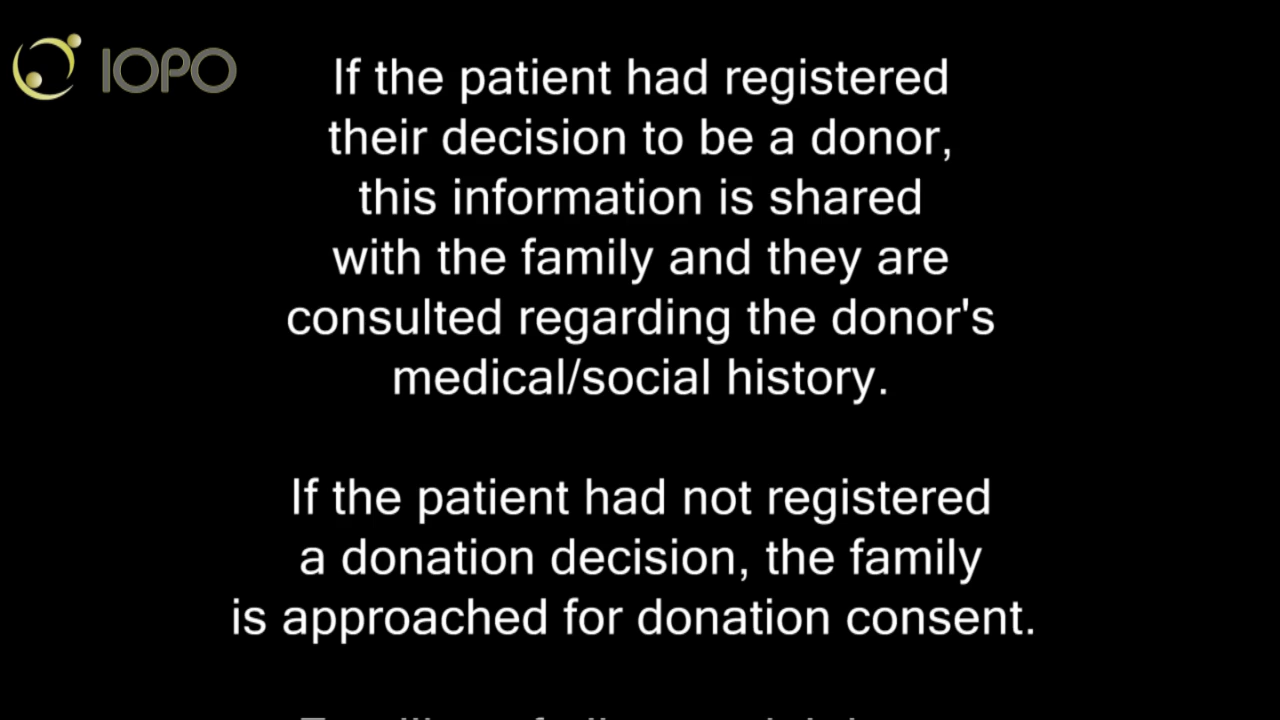 IOPO
If the patient had registered
their decision to be a donor,
this information is shared
with the family and they are
consulted regarding the donor's
medical/social history.
If the patient had not registered
a donation decision, the family
is approached for donation consent.